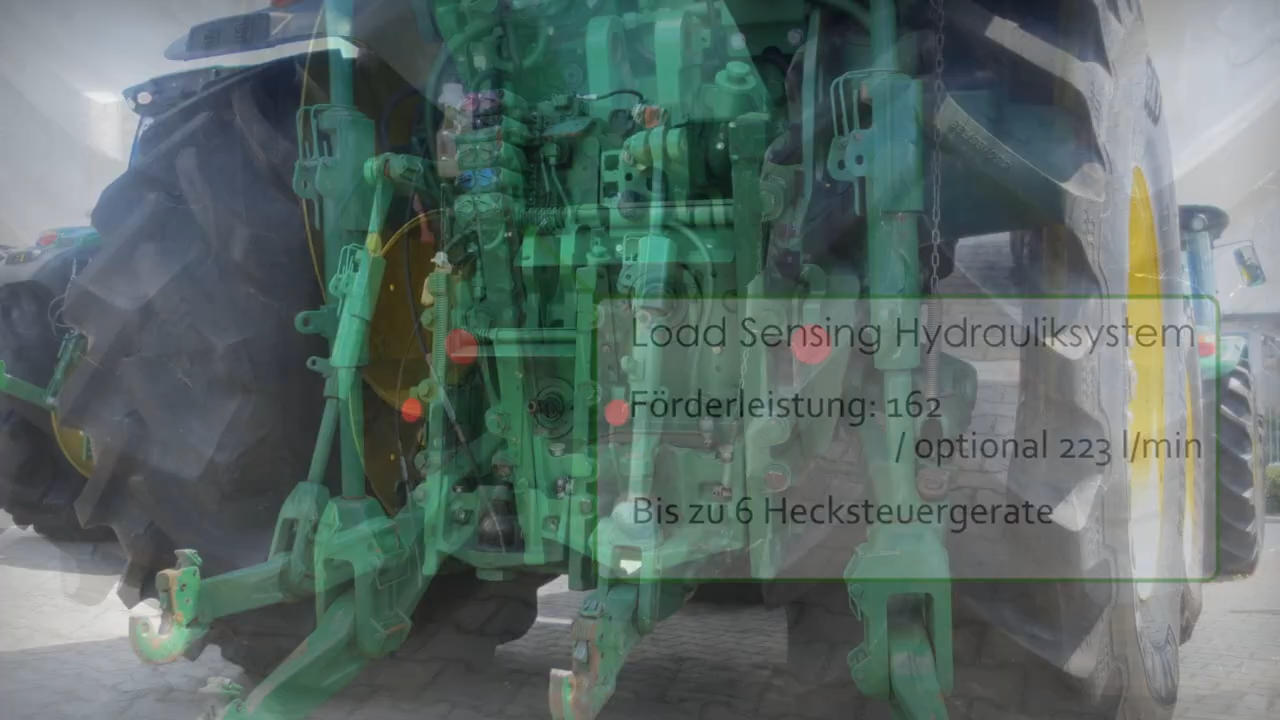 Load Sensing Hydrauliksystem
Förderleistung: 162
/ optional 223 l/min
Bis zu 6 Hecksteuergerate